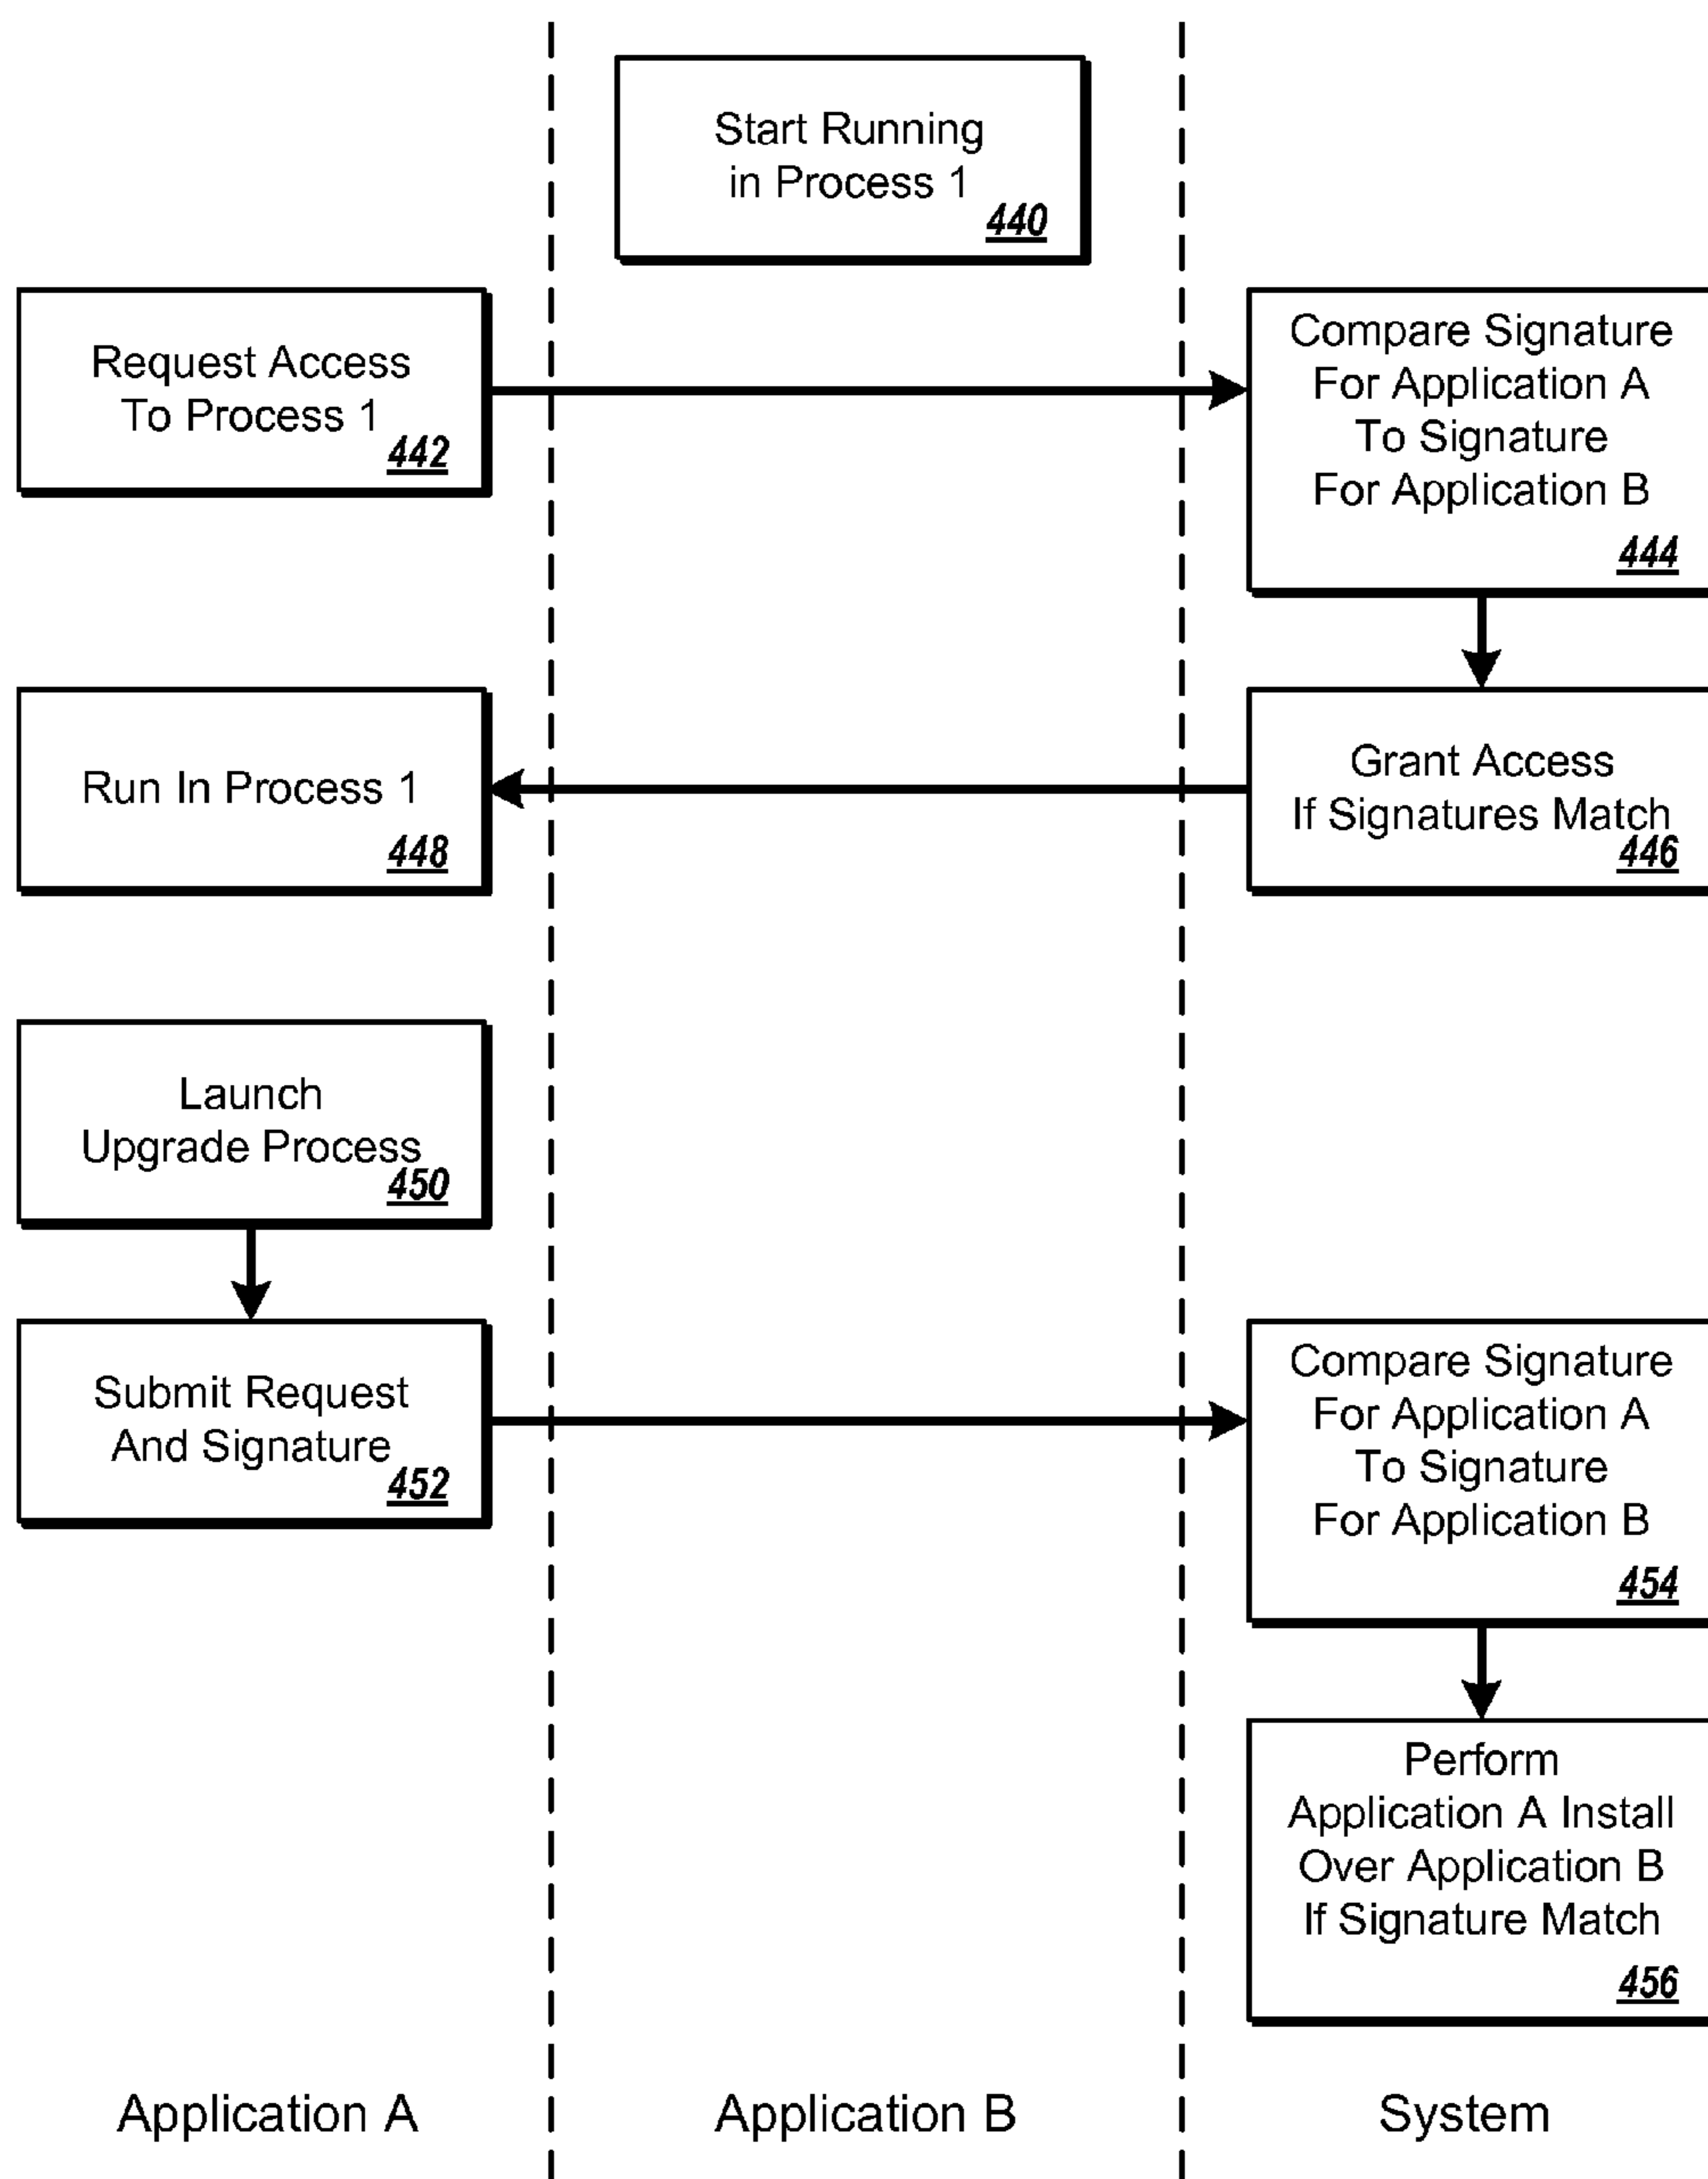 Start Running
in Process 1
440
Request Access
To Process 1
442
Compare Signature
For Application A
To Signature
For Application B
444
Run In Process 1
448
Grant Access
If Signatures Match
446
Launch
Upgrade Process
450
Submit Request
And Signature
452
Compare Signature
For Application A
To Signature
For Application B
454
Perform
Application A Install
Over Application B
If Signature Match
456
Application A
Application B
System